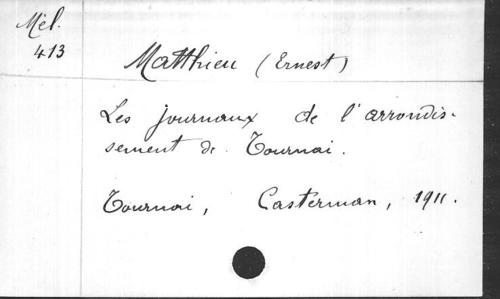 Mél.
413
Matthieu (Ernest)
Les journaux de l'arrondis-
sement de Tournai.
Tournai, Casterman, 1911.